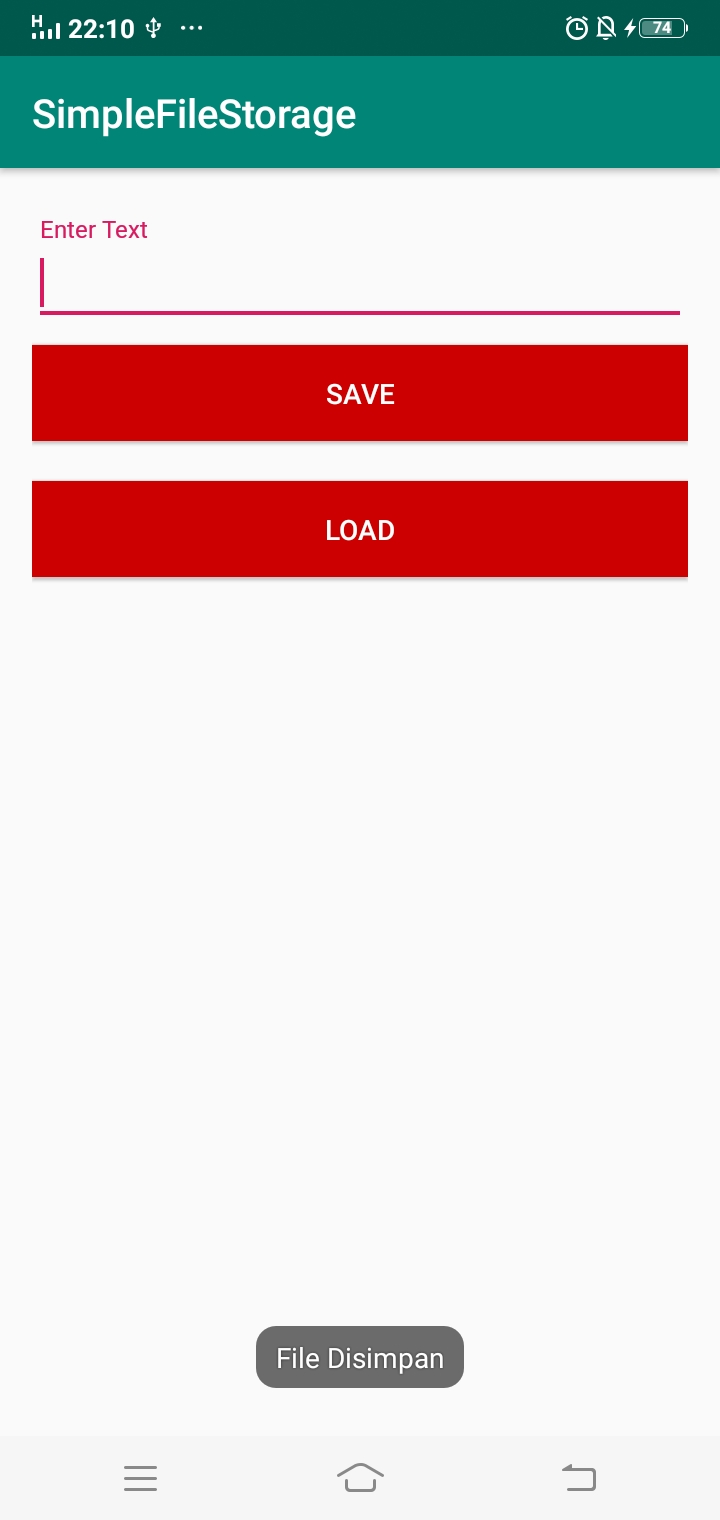 H 22:10 74
SimpleFileStorage
Enter Text
SAVE
LOAD
File Disimpan